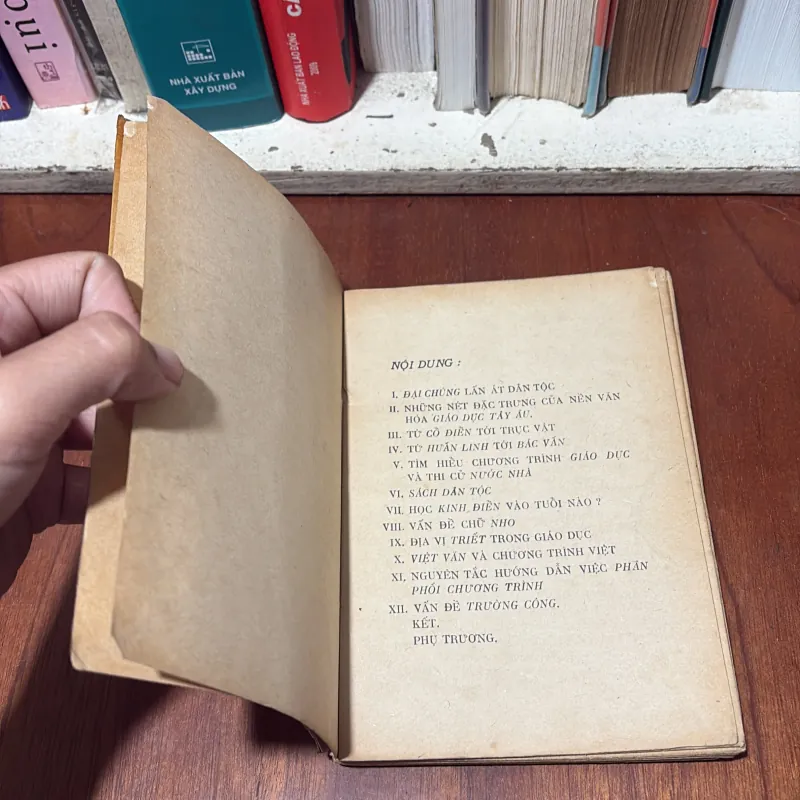 NHÀ XUẤT BẢN
XÂY DỰNG
NHÀ XUẤT BẢN LAO ĐỘNG
NỘI DUNG :
I. ĐẠI CHÚNG LẤN ÁT DÂN TỘC
II. NHỮNG NÉT ĐẶC TRƯNG CỦA NỀN VĂN
HÓA GIÁO DỤC TÂY ÂU.
III. TỪ CỔ ĐIỂN TỚI TRỤC VẬT
IV. TỪ HUẤN LINH TỚI BÁC VẤN
V. TÌM HIỂU CHƯƠNG TRÌNH GIÁO DỤC
VÀ THI CỬ NƯỚC NHÀ
VI. SÁCH DÂN TỘC
VII. HỌC KINH ĐIỂN VÀO TUỔI NÀO ?
VIII. VẤN ĐỀ CHỮ NHO
IX. ĐỊA VỊ TRIẾT TRONG GIÁO DỤC
X. VIỆT VĂN VÀ CHƯƠNG TRÌNH VIỆT
XI. NGUYÊN TẮC HƯỚNG DẪN VIỆC PHÂN
PHỐI CHƯƠNG TRÌNH
XII. VẤN ĐỀ TRƯỜNG CÔNG.
KẾT.
PHỤ TRƯƠNG.